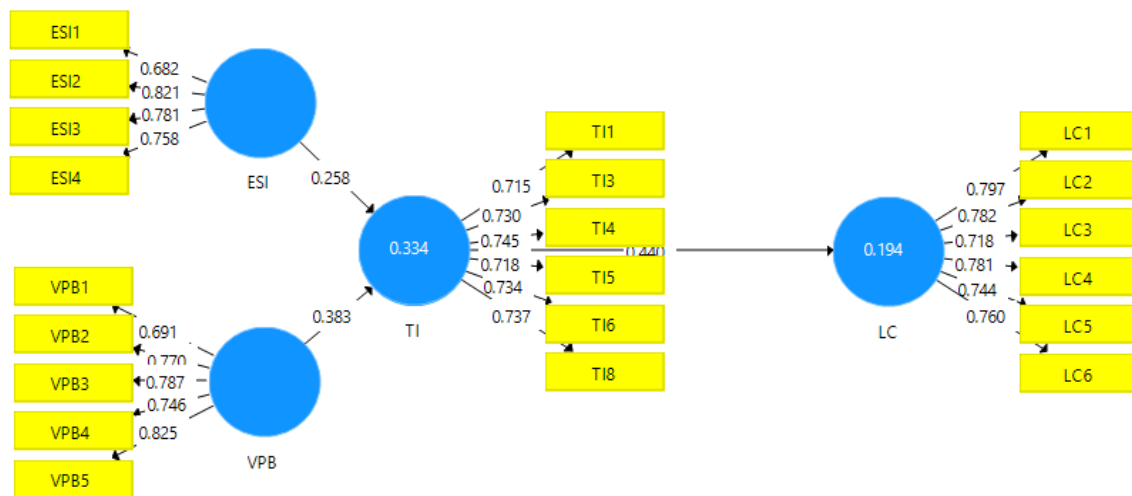 ESI1
ESI2
ESI3
ESI4
0.682
0.821
0.781
0.758
ESI
0.258
VPB1
VPB2
VPB3
VPB4
VPB5
0.691
0.770
0.787
0.746
0.825
VPB
0.383
0.334
TI
0.715
0.730
0.745
0.718
0.734
0.737
TI1
TI3
TI4
TI5
TI6
TI8
0.440
0.194
LC
0.797
0.782
0.718
0.781
0.744
0.760
LC1
LC2
LC3
LC4
LC5
LC6